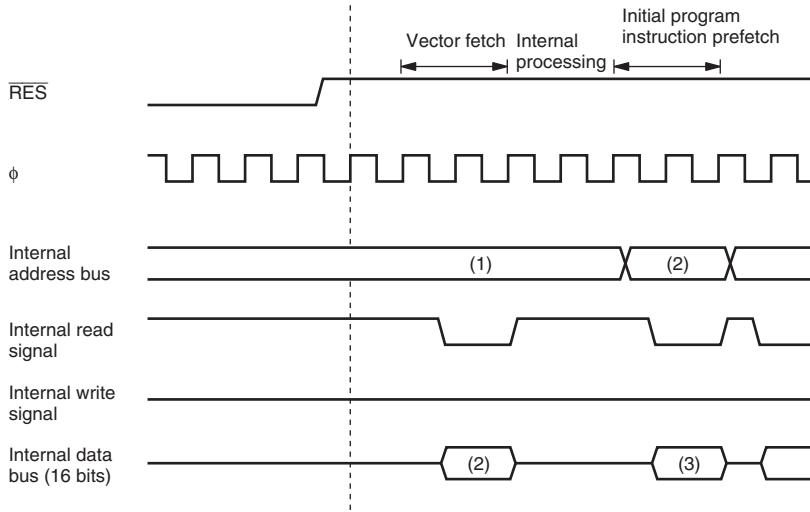 Vector fetch
Internal
processing
Initial program
instruction prefetch
RES
ϕ
Internal
address bus
(1)
(2)
Internal read
signal
Internal write
signal
Internal data
bus (16 bits)
(2)
(3)